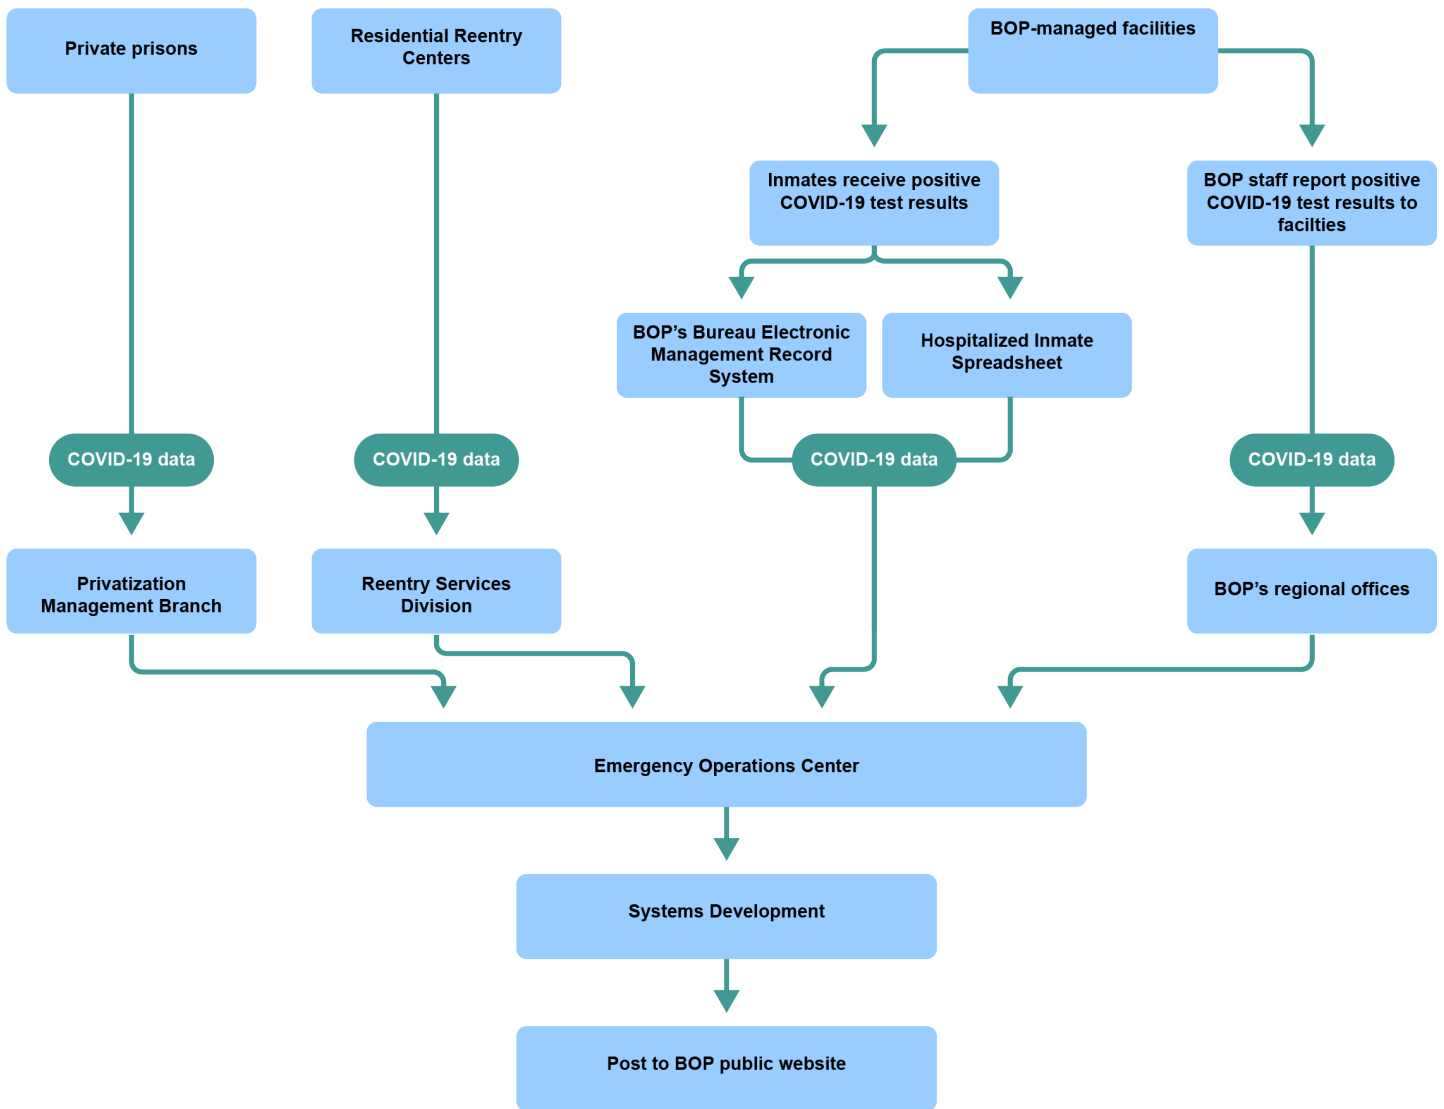 Private prisons
Residential Reentry
Centers
BOP-managed facilities
Inmates receive positive
COVID-19 test results
BOP staff report positive
COVID-19 test results to
facilties
BOP’s Bureau Electronic
Management Record
System
Hospitalized Inmate
Spreadsheet
COVID-19 data
COVID-19 data
COVID-19 data
COVID-19 data
Privatization
Management Branch
Reentry Services
Division
BOP’s regional offices
Emergency Operations Center
Systems Development
Post to BOP public website